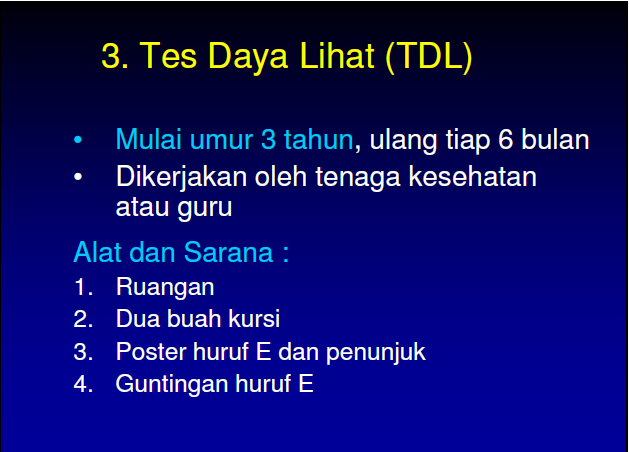 3. Tes Daya Lihat (TDL)
• Mulai umur 3 tahun, ulang tiap 6 bulan
• Dikerjakan oleh tenaga kesehatan
atau guru
Alat dan Sarana :
1. Ruangan
2. Dua buah kursi
3. Poster huruf E dan penunjuk
4. Guntingan huruf E